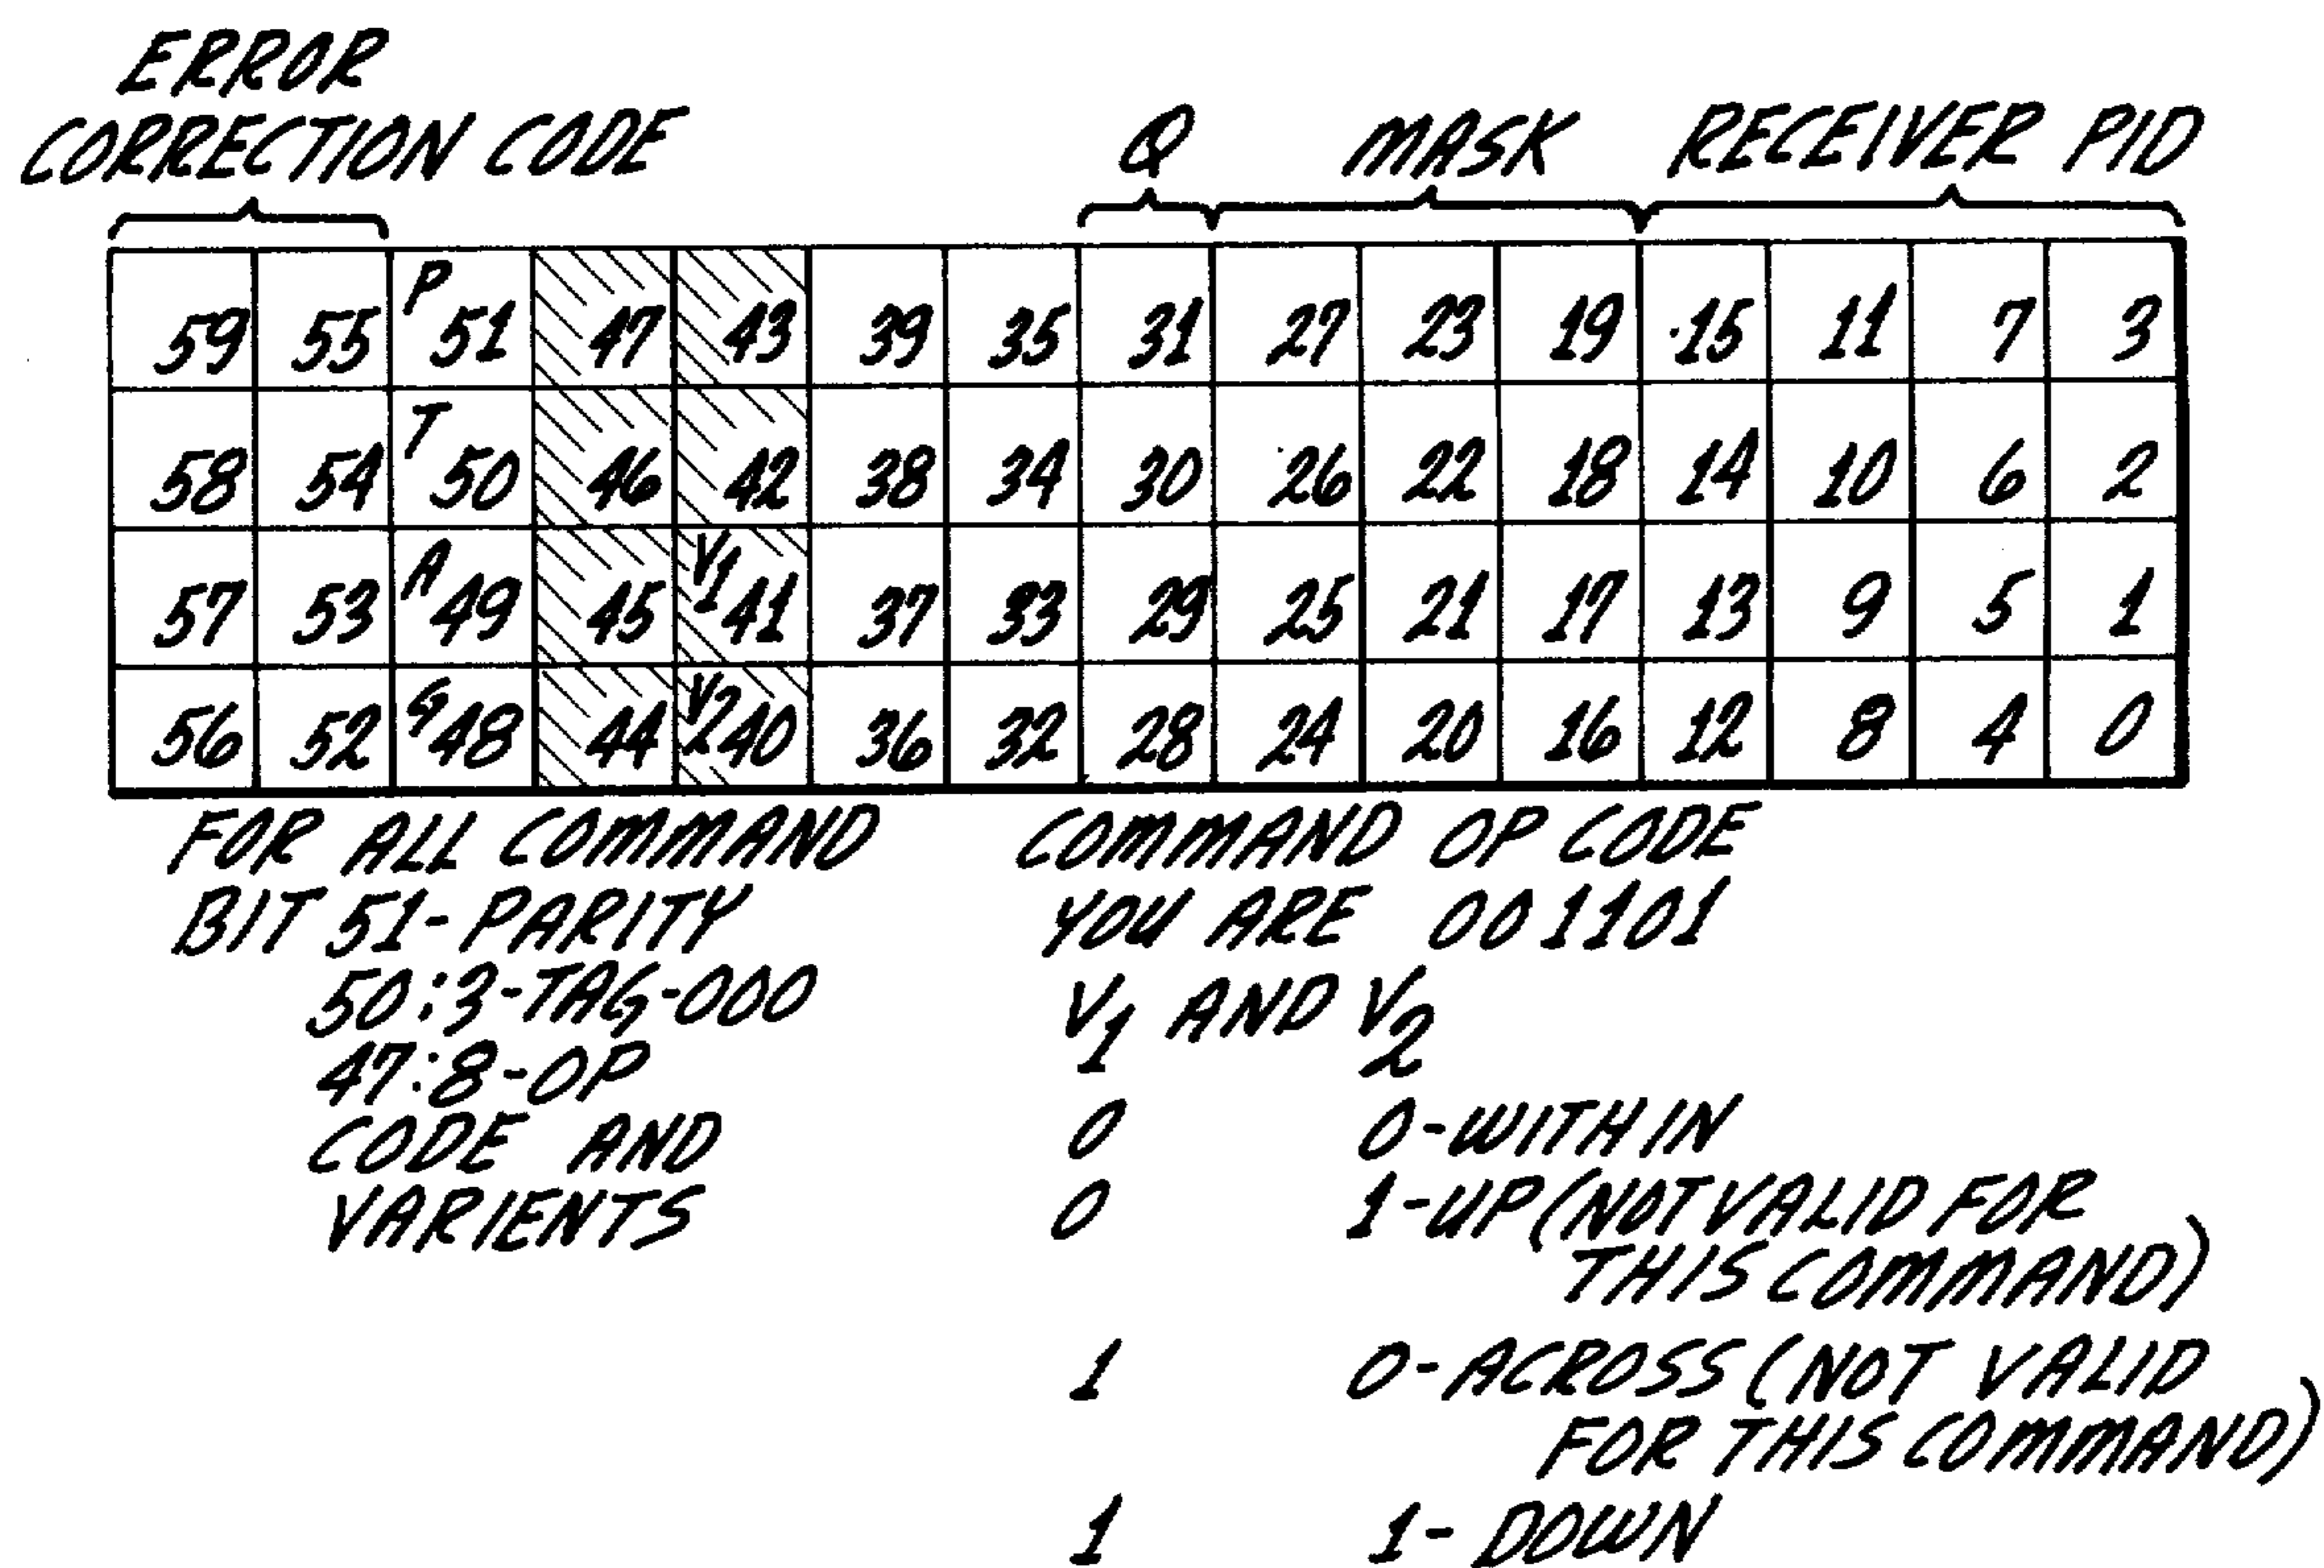 ERROR
CORRECTION CODE
Q MASK RECEIVER PID
59 55 P 51 47 43 39 35 31 27 23 19 15 11 7 3
58 54 T 50 46 42 38 34 30 26 22 18 14 10 6 2
57 53 A 49 45 V1 41 37 33 29 25 21 17 13 9 5 1
56 52 G 48 44 V2 40 36 32 28 24 20 16 12 8 4 0
FOR ALL COMMAND
BIT 51-PARITY
50:3-TAG-000
47:8-OP
CODE AND
VARIENTS
COMMAND OP CODE
YOU ARE 001101
V1 AND V2
0 0-WITHIN
0 1-UP (NOT VALID FOR
THIS COMMAND)
1 0-ACROSS (NOT VALID
FOR THIS COMMAND)
1 1-DOWN